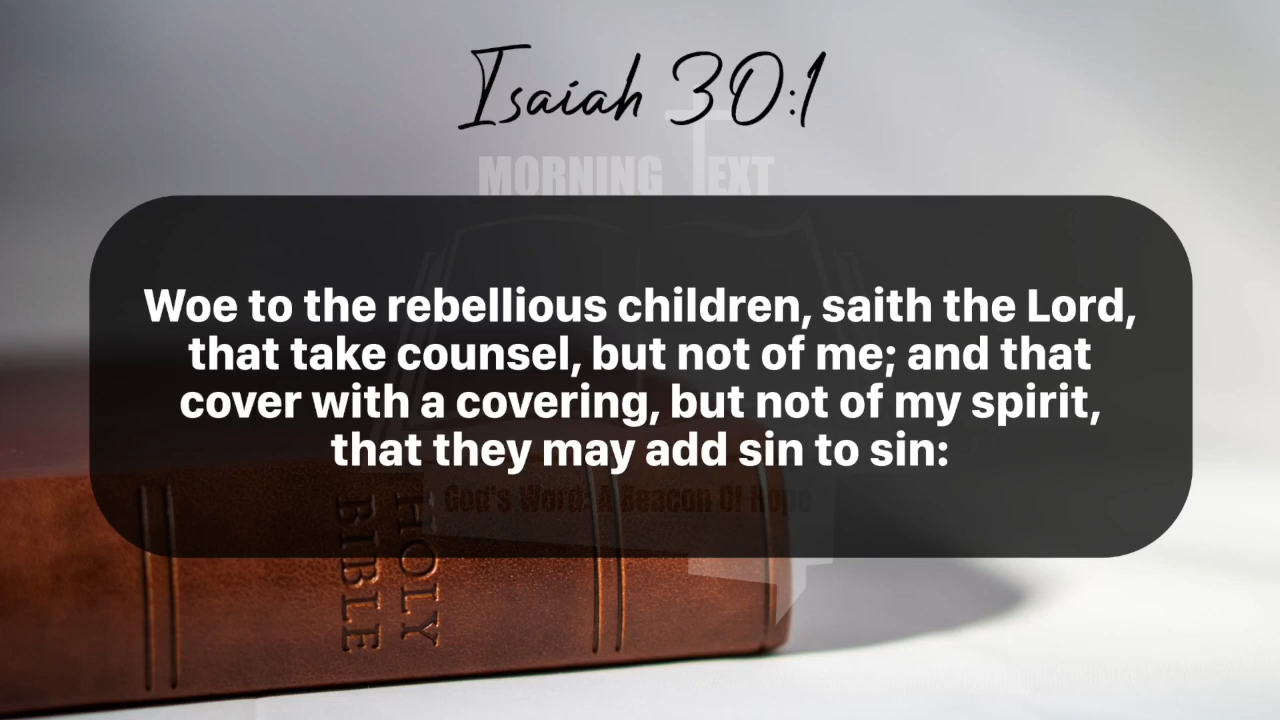 Isaiah 30:1
MORNING TEXT
Woe to the rebellious children, saith the Lord,
that take counsel, but not of me; and that
cover with a covering, but not of my spirit,
that they may add sin to sin:
God's Word: A Beacon Of Hope
HOLY
BIBLE